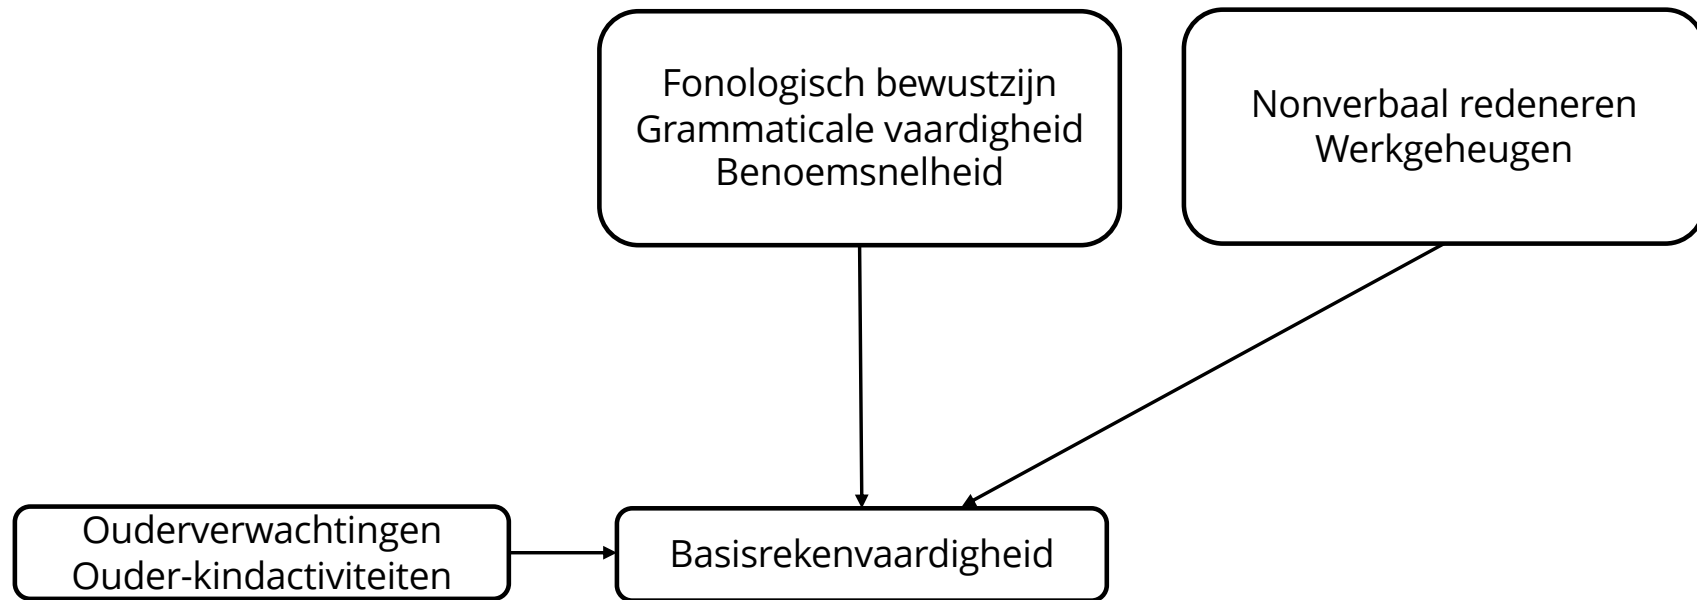 Fonologisch bewustzijn
Grammaticale vaardigheid
Benoemsnelheid
Nonverbaal redeneren
Werkgeheugen
Ouderverwachtingen
Ouder-kindactiviteiten
Basisrekenvaardigheid